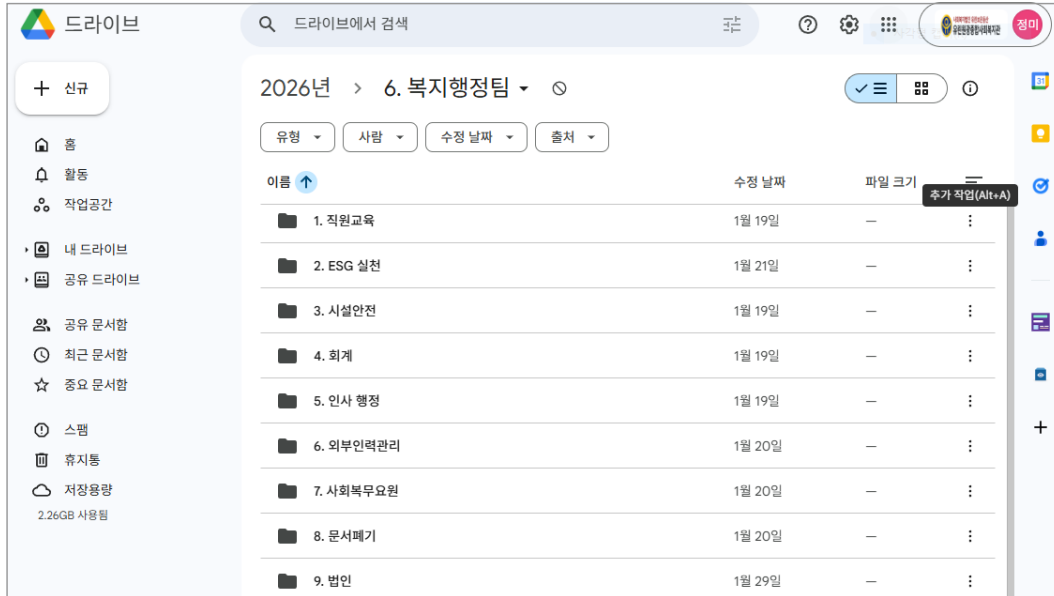 드라이브
드라이브에서 검색
정미
신규
2026년 > 6. 복지행정팀
유형 사람 수정 날짜 출처
홈
활동
작업공간
내 드라이브
공유 드라이브
공유 문서함
최근 문서함
중요 문서함
스팸
휴지통
저장용량
2.26GB 사용됨
이름 수정 날짜 파일 크기
추가 작업(Alt+A)
1. 직원교육 1월 19일 —
2. ESG 실천 1월 21일 —
3. 시설안전 1월 19일 —
4. 회계 1월 19일 —
5. 인사 행정 1월 19일 —
6. 외부인력관리 1월 20일 —
7. 사회복무요원 1월 20일 —
8. 문서폐기 1월 20일 —
9. 법인 1월 29일 —
31